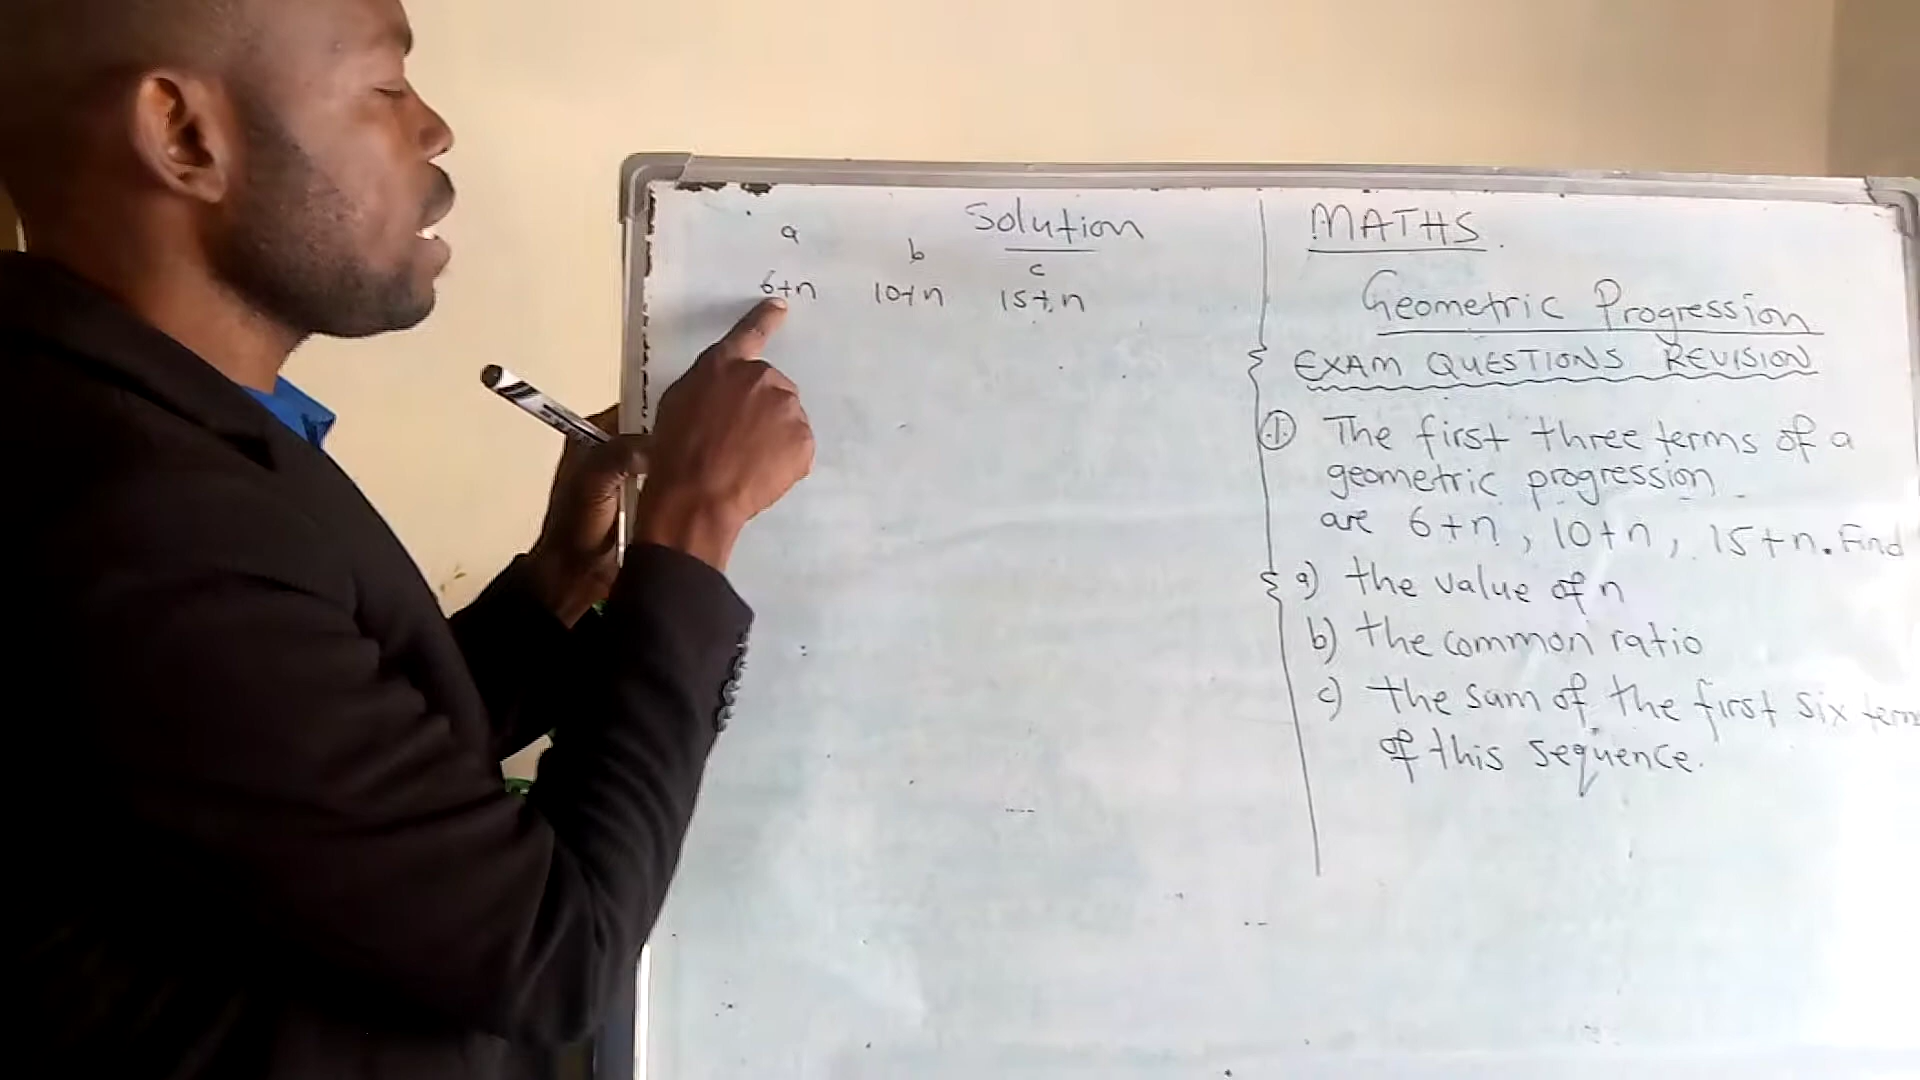 Solution
a b c
6+n 10+n 15+n
MATHS.
Geometric Progression
EXAM QUESTIONS REVISION
1. The first three terms of a
geometric progression
are 6+n, 10+n, 15+n. Find
a) the value of n
b) the common ratio
c) the sum of the first six term
of this sequence.